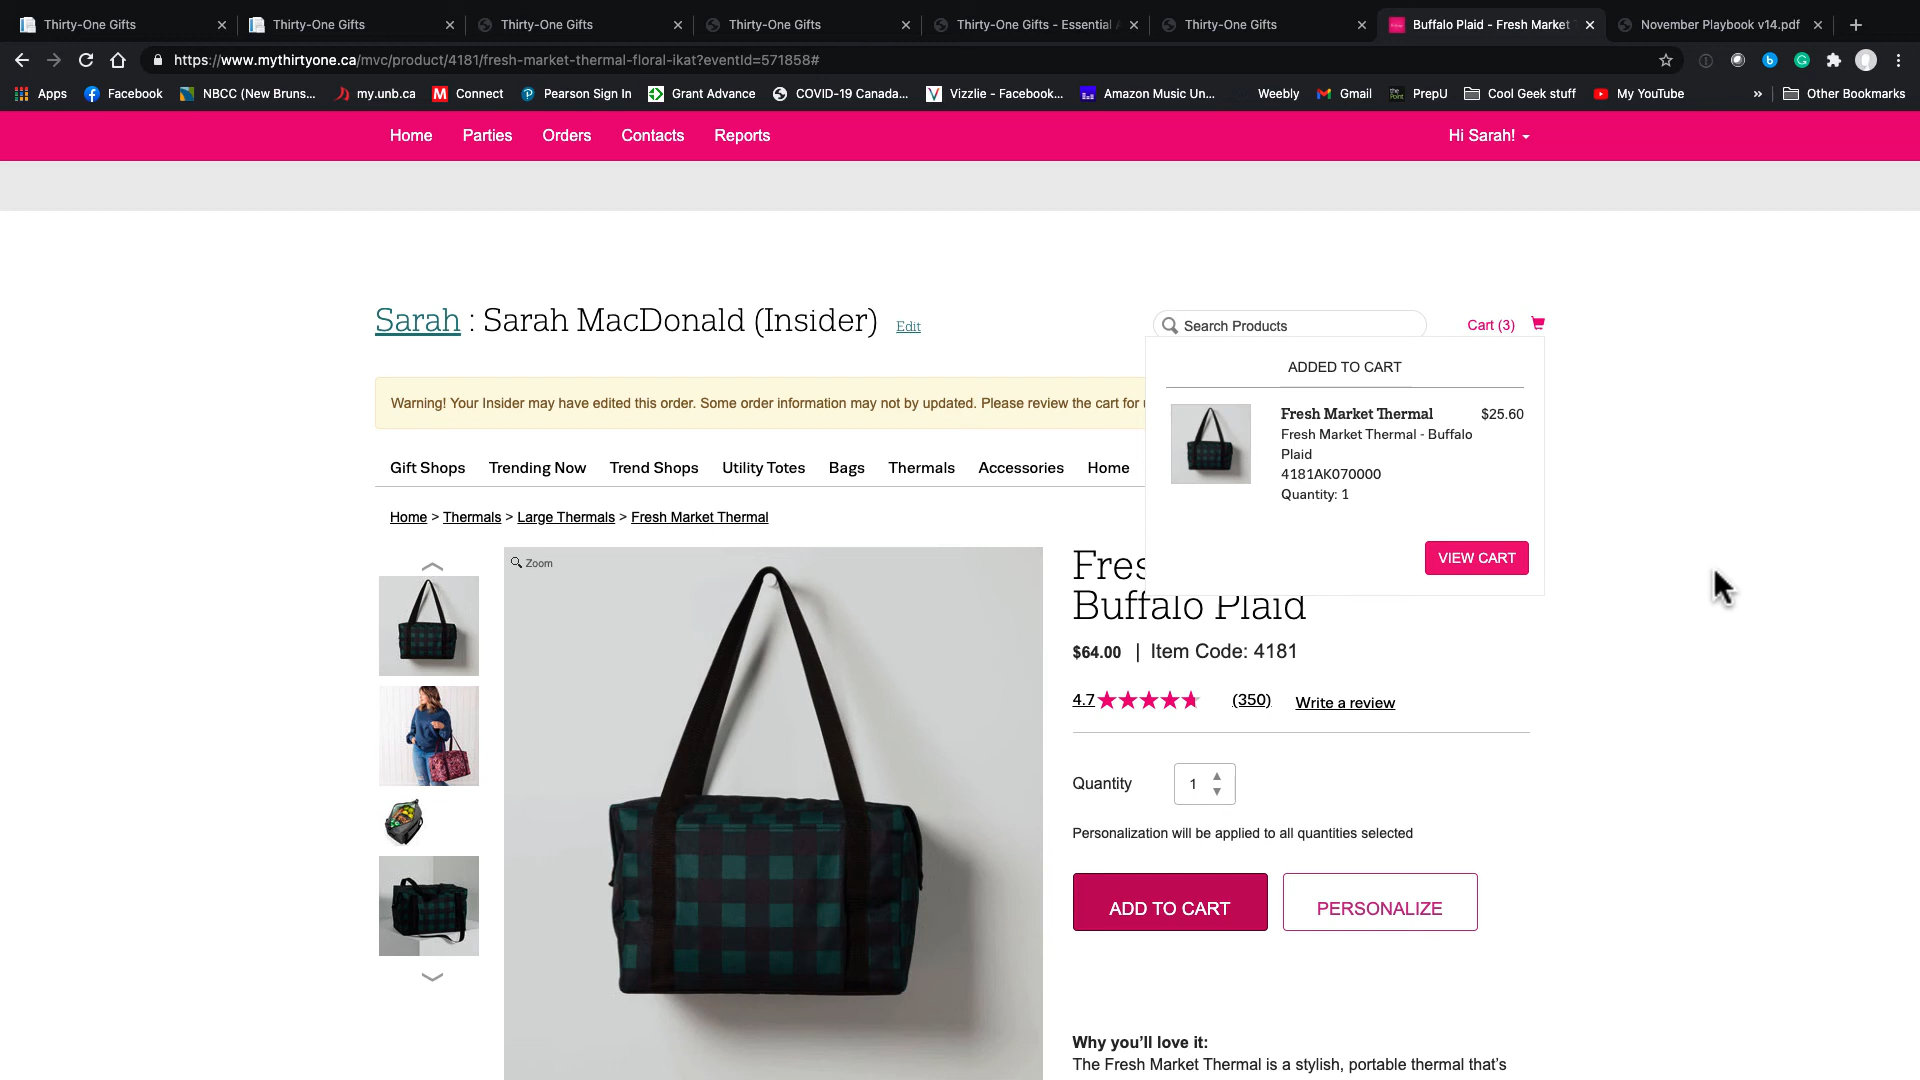 Thirty-One Gifts
Thirty-One Gifts
Thirty-One Gifts
Thirty-One Gifts
Thirty-One Gifts - Essential
Thirty-One Gifts
Buffalo Plaid - Fresh Market
November Playbook v14.pdf
https://www.mythirtyone.ca/mvc/product/4181/fresh-market-thermal-floral-ikat?eventId=571858#
Apps
Facebook
NBCC (New Bruns...
my.unb.ca
Connect
Pearson Sign In
Grant Advance
COVID-19 Canada...
Vizzlie - Facebook...
Amazon Music Un...
Weebly
Gmail
PrepU
Cool Geek stuff
My YouTube
»
Other Bookmarks
Home
Parties
Orders
Contacts
Reports
Hi Sarah!
Sarah : Sarah MacDonald (Insider) Edit
Search Products
Cart (3)
Warning! Your Insider may have edited this order. Some order information may not by updated. Please review the cart for
ADDED TO CART
Fresh Market Thermal $25.60
Fresh Market Thermal - Buffalo
Plaid
4181AK070000
Quantity: 1
VIEW CART
Gift Shops
Trending Now
Trend Shops
Utility Totes
Bags
Thermals
Accessories
Home
Home > Thermals > Large Thermals > Fresh Market Thermal
Zoom
Fres
Buffalo Plaid
$64.00 | Item Code: 4181
4.7 (350) Write a review
Quantity 1
Personalization will be applied to all quantities selected
ADD TO CART
PERSONALIZE
Why you'll love it:
The Fresh Market Thermal is a stylish, portable thermal that's